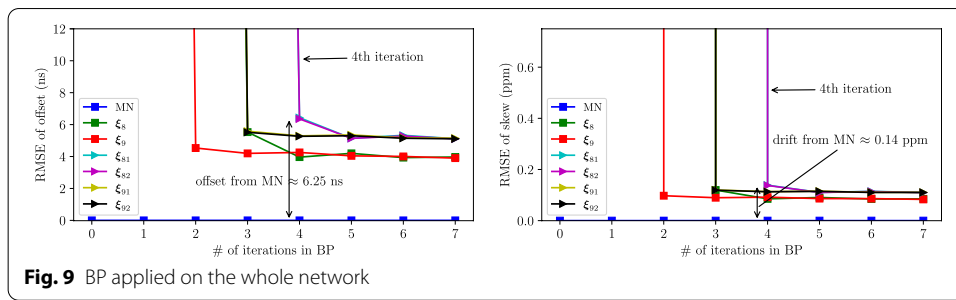 12
10
8
6
4
2
0
RMSE of offset (ns)
MN
ξ8
ξ9
ξ81
ξ82
ξ91
ξ92
4th iteration
offset from MN ≈ 6.25 ns
0 1 2 3 4 5 6 7
# of iterations in BP
0.6
0.4
0.2
0.0
RMSE of skew (ppm)
MN
ξ8
ξ9
ξ81
ξ82
ξ91
ξ92
4th iteration
drift from MN ≈ 0.14 ppm
0 1 2 3 4 5 6 7
# of iterations in BP
Fig. 9 BP applied on the whole network